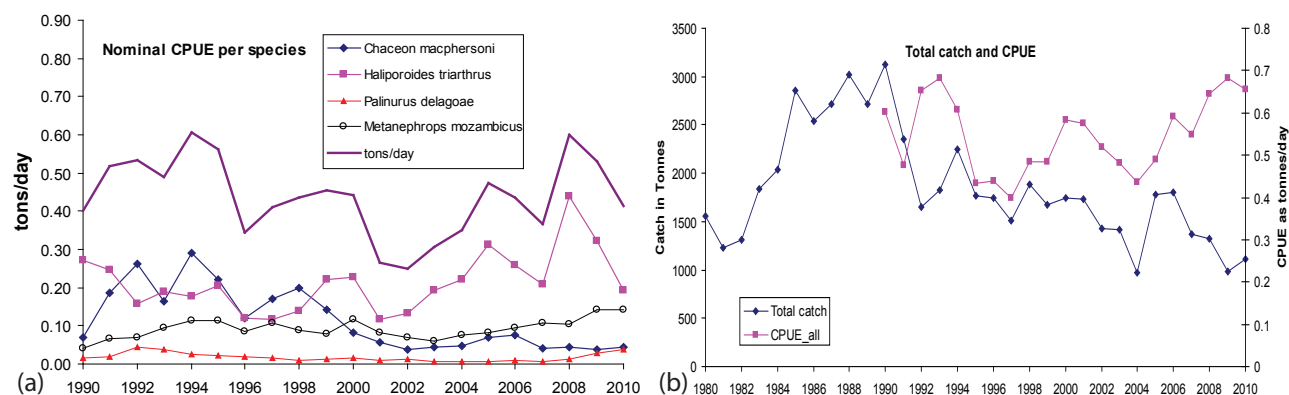 Nominal CPUE per species
Chaceon macphersoni
Haliporoides triarthrus
Palinurus delagoae
Metanephrops mozambicus
tons/day
tons/day
0.90
0.80
0.70
0.60
0.50
0.40
0.30
0.20
0.10
0.00
1990 1992 1994 1996 1998 2000 2002 2004 2006 2008 2010
(a)
Total catch and CPUE
Catch in Tonnes
3500
3000
2500
2000
1500
1000
500
0
CPUE as tonnes/day
0.8
0.7
0.6
0.5
0.4
0.3
0.2
0.1
0
Total catch
CPUE_all
1980 1982 1984 1986 1988 1990 1992 1994 1996 1998 2000 2002 2004 2006 2008 2010
(b)